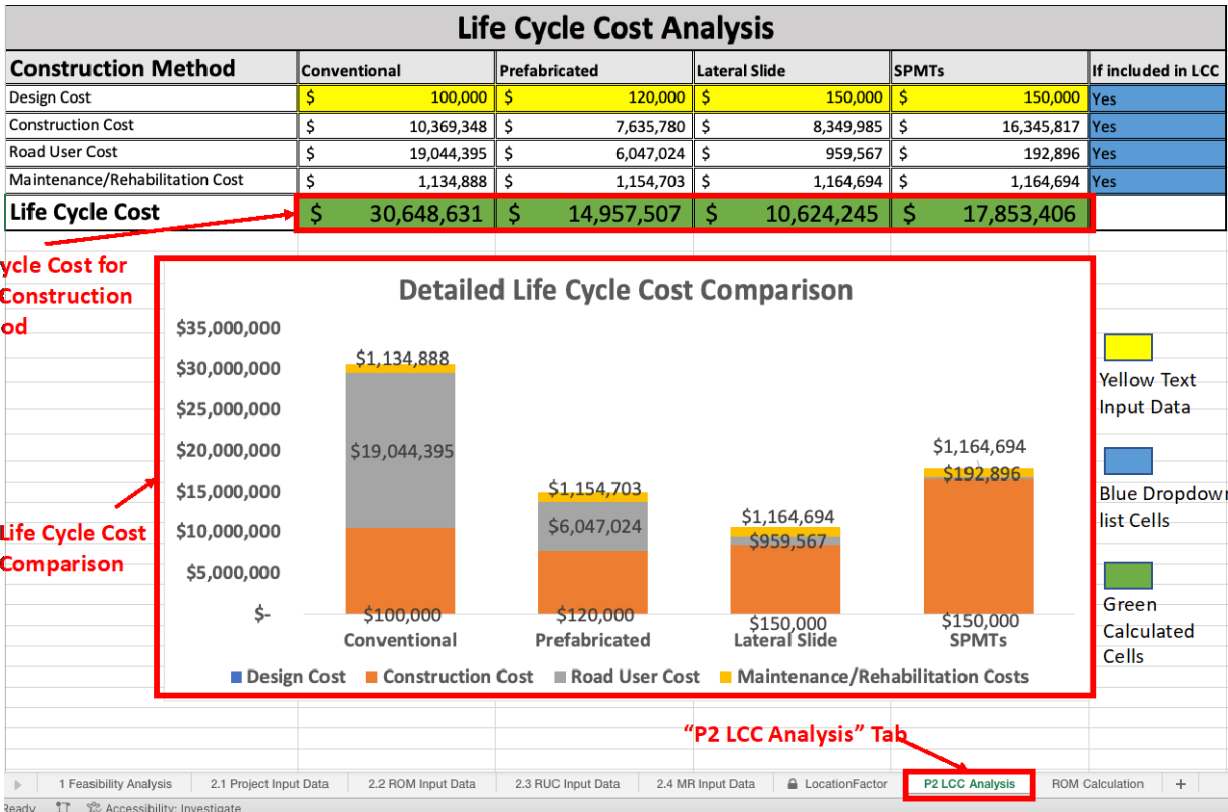 Life Cycle Cost Analysis
Construction Method Conventional Prefabricated Lateral Slide SPMTs If included in LCC
Design Cost $ 100,000 $ 120,000 $ 150,000 $ 150,000 Yes
Construction Cost $ 10,369,348 $ 7,635,780 $ 8,349,985 $ 16,345,817 Yes
Road User Cost $ 19,044,395 $ 6,047,024 $ 959,567 $ 192,896 Yes
Maintenance/Rehabilitation Cost $ 1,134,888 $ 1,154,703 $ 1,164,694 $ 1,164,694 Yes
Life Cycle Cost $ 30,648,631 $ 14,957,507 $ 10,624,245 $ 17,853,406
ycle Cost for
Construction
od
Life Cycle Cost
Comparison
Detailed Life Cycle Cost Comparison
$35,000,000
$30,000,000
$25,000,000
$20,000,000
$15,000,000
$10,000,000
$5,000,000
$-
$1,134,888
$19,044,395
$100,000
$1,154,703
$6,047,024
$120,000
$1,164,694
$959,567
$150,000
$1,164,694
$192,896
$150,000
Conventional Prefabricated Lateral Slide SPMTs
Design Cost Construction Cost Road User Cost Maintenance/Rehabilitation Costs
Yellow Text
Input Data
Blue Dropdown
list Cells
Green
Calculated
Cells
“P2 LCC Analysis” Tab
1 Feasibility Analysis 2.1 Project Input Data 2.2 ROM Input Data 2.3 RUC Input Data 2.4 MR Input Data LocationFactor P2 LCC Analysis ROM Calculation +
Ready Accessibility: Investigate